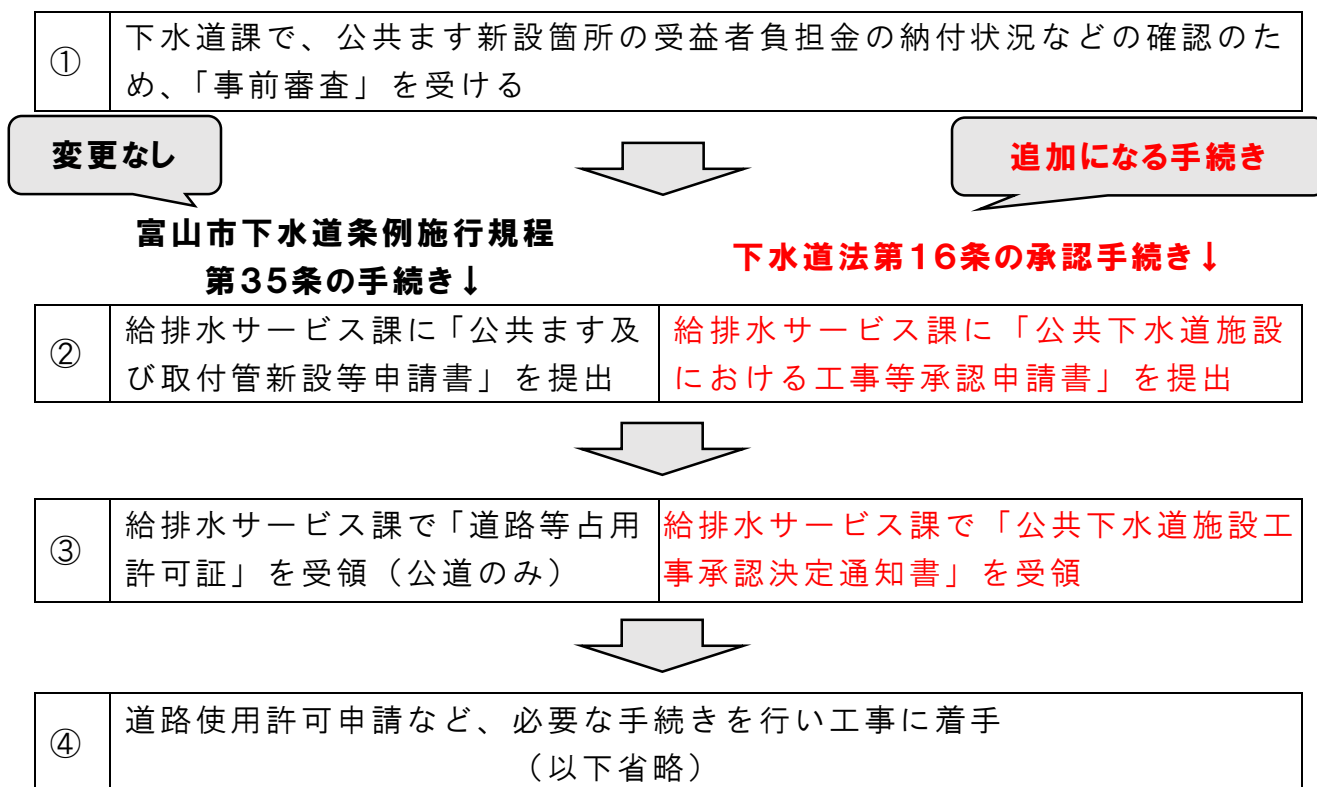 ①
下水道課で、公共ます新設箇所の受益者負担金の納付状況などの確認のた
め、「事前審査」を受ける
変更なし
追加になる手続き
富山市下水道条例施行規程
第35条の手続き↓
下水道法第16条の承認手続き↓
②
給排水サービス課に「公共ます及
び取付管新設等申請書」を提出
給排水サービス課に「公共下水道施設
における工事等承認申請書」を提出
③
給排水サービス課で「道路等占用
許可証」を受領（公道のみ）
給排水サービス課で「公共下水道施設工
事承認決定通知書」を受領
④
道路使用許可申請など、必要な手続きを行い工事に着手
（以下省略）